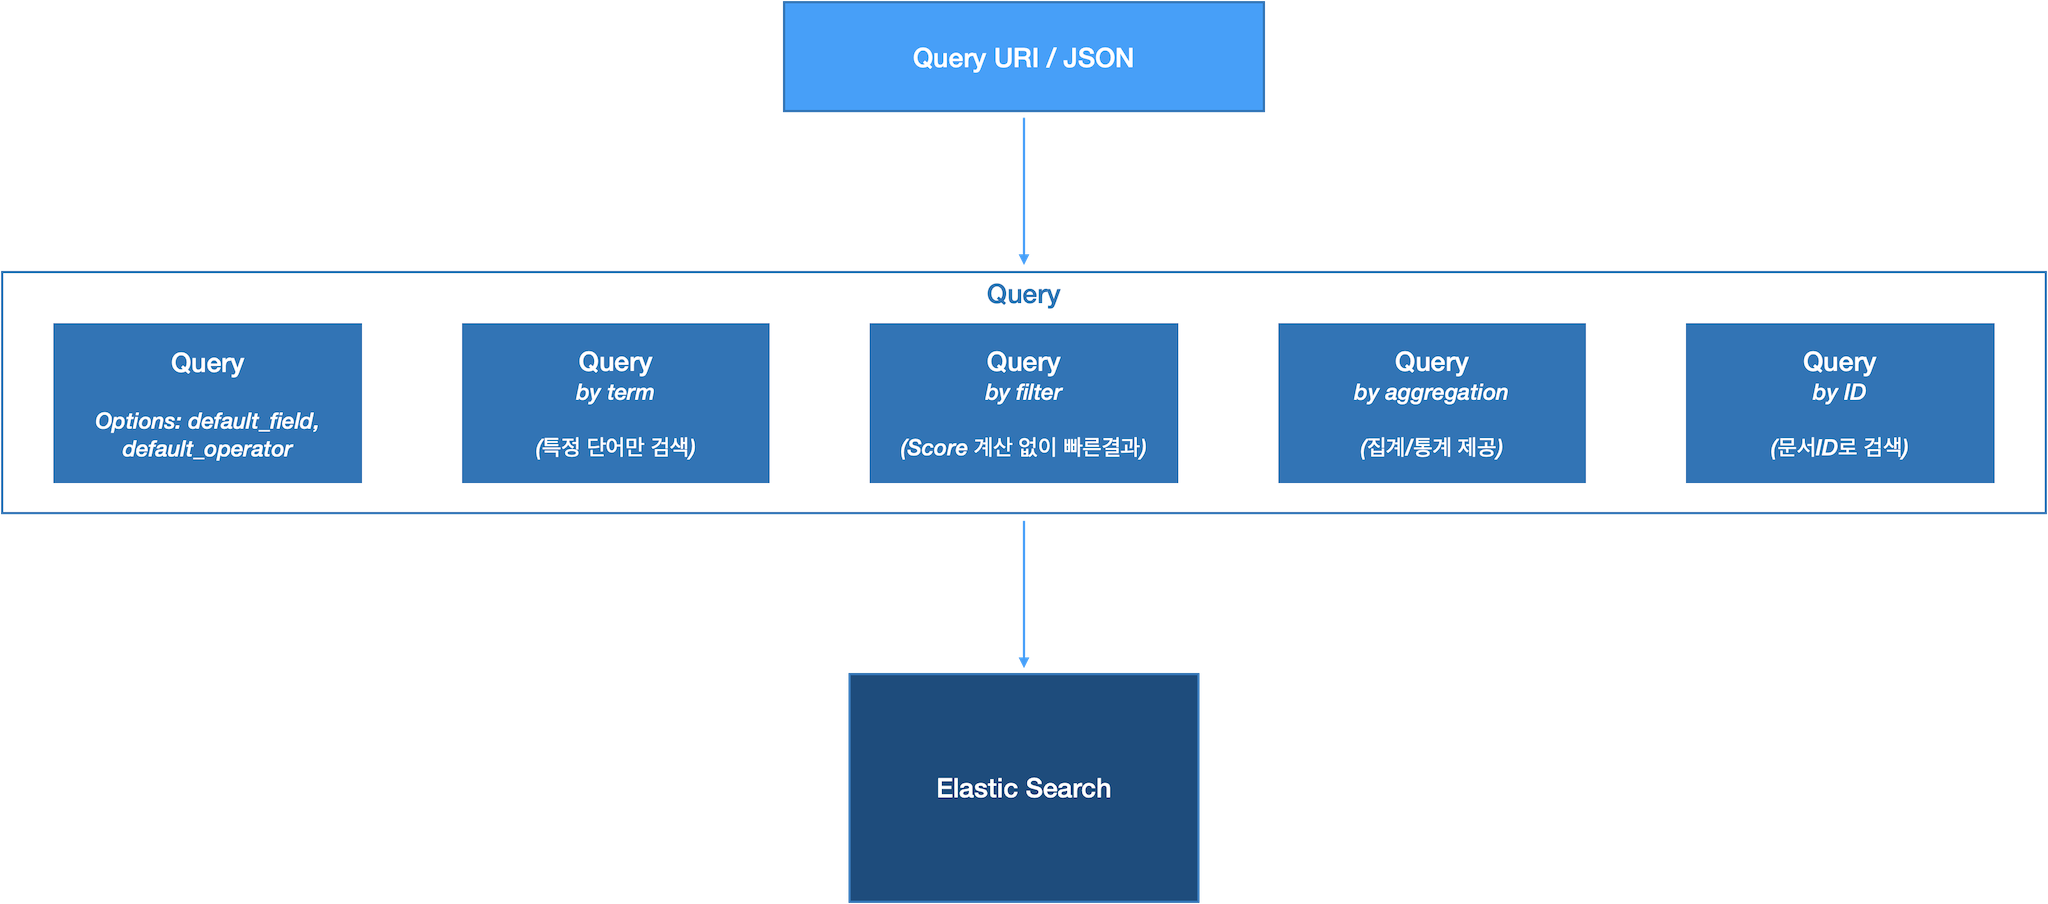 Query URI / JSON
Query
Query
Options: default_field,
default_operator
Query
by term
(특정 단어만 검색)
Query
by filter
(Score 계산 없이 빠른결과)
Query
by aggregation
(집계/통계 제공)
Query
by ID
(문서ID로 검색)
Elastic Search